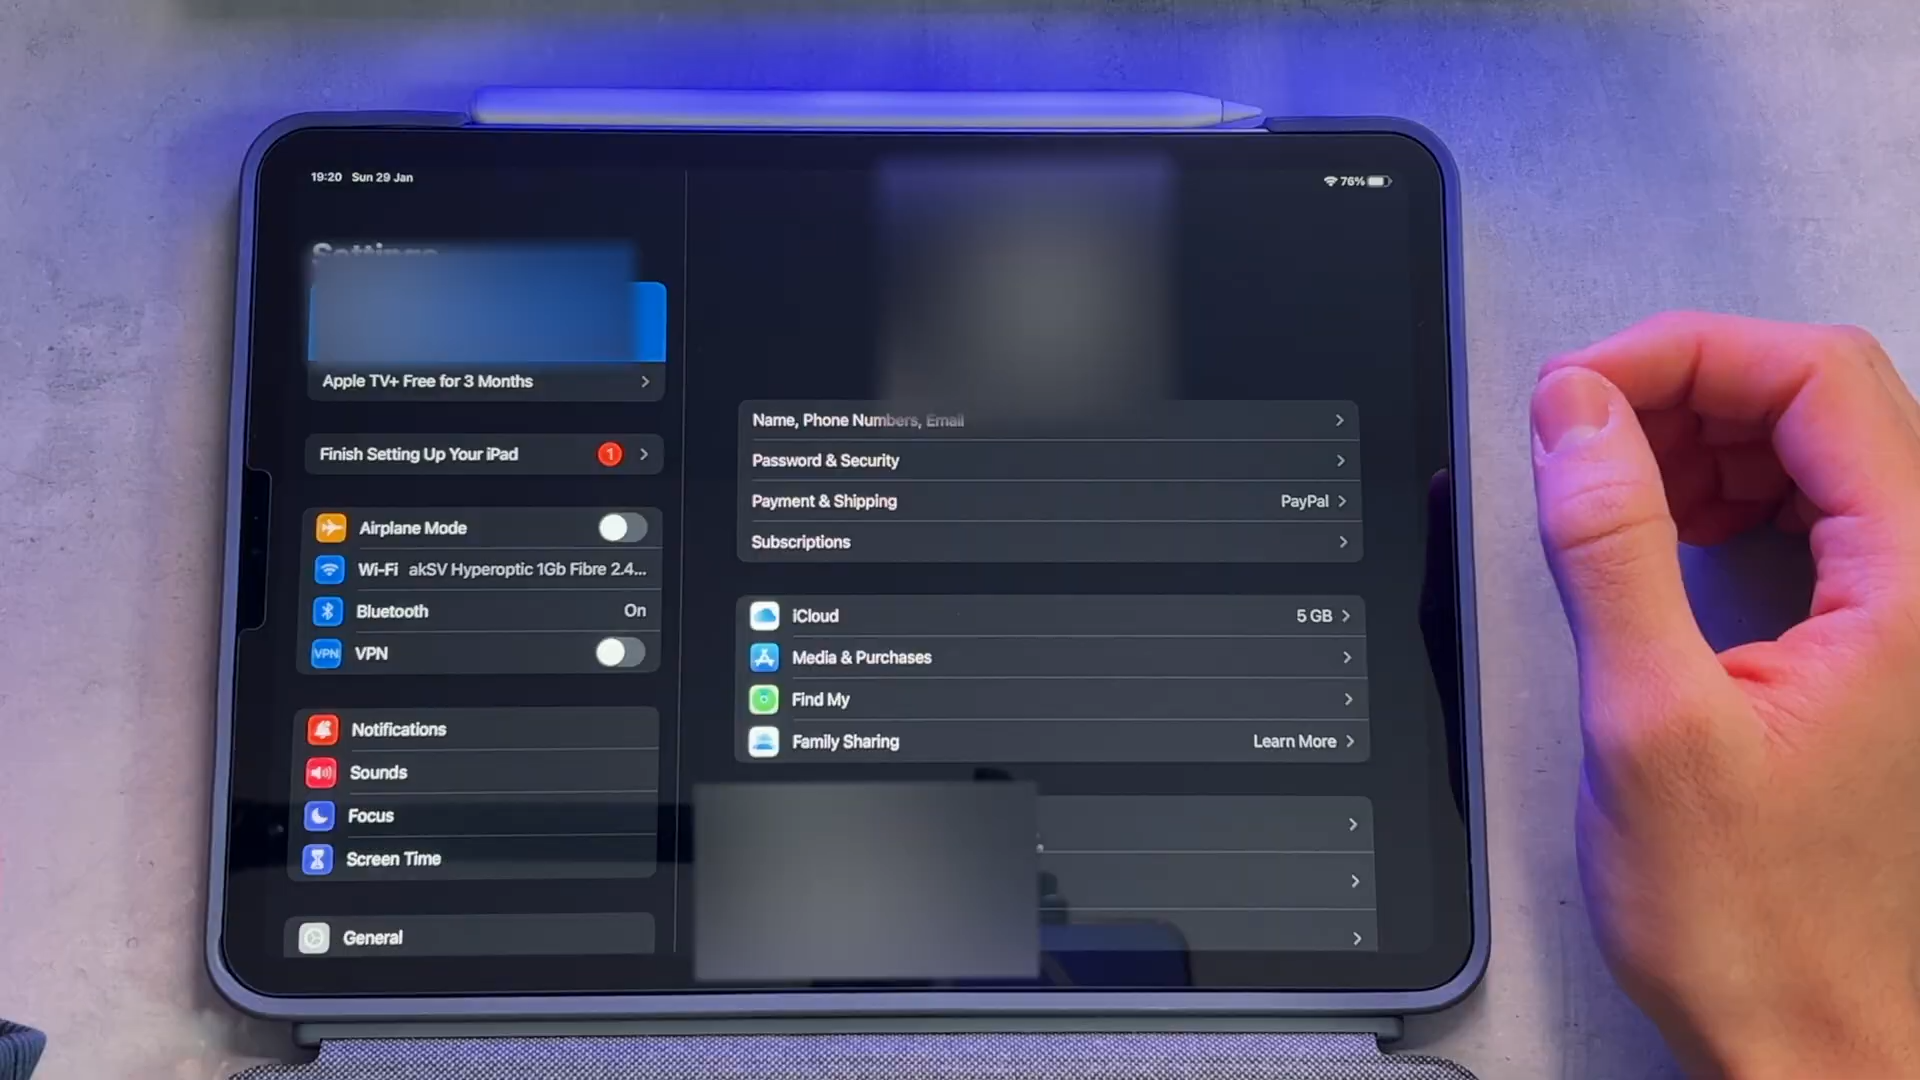 19:20 Sun 29 Jan
76%
Settings
Apple TV+ Free for 3 Months
Finish Setting Up Your iPad 1
Airplane Mode
Wi-Fi akSV Hyperoptic 1Gb Fibre 2.4...
Bluetooth On
VPN VPN
Notifications
Sounds
Focus
Screen Time
General
Name, Phone Numbers, Email
Password & Security
Payment & Shipping PayPal
Subscriptions
iCloud 5 GB
Media & Purchases
Find My
Family Sharing Learn More